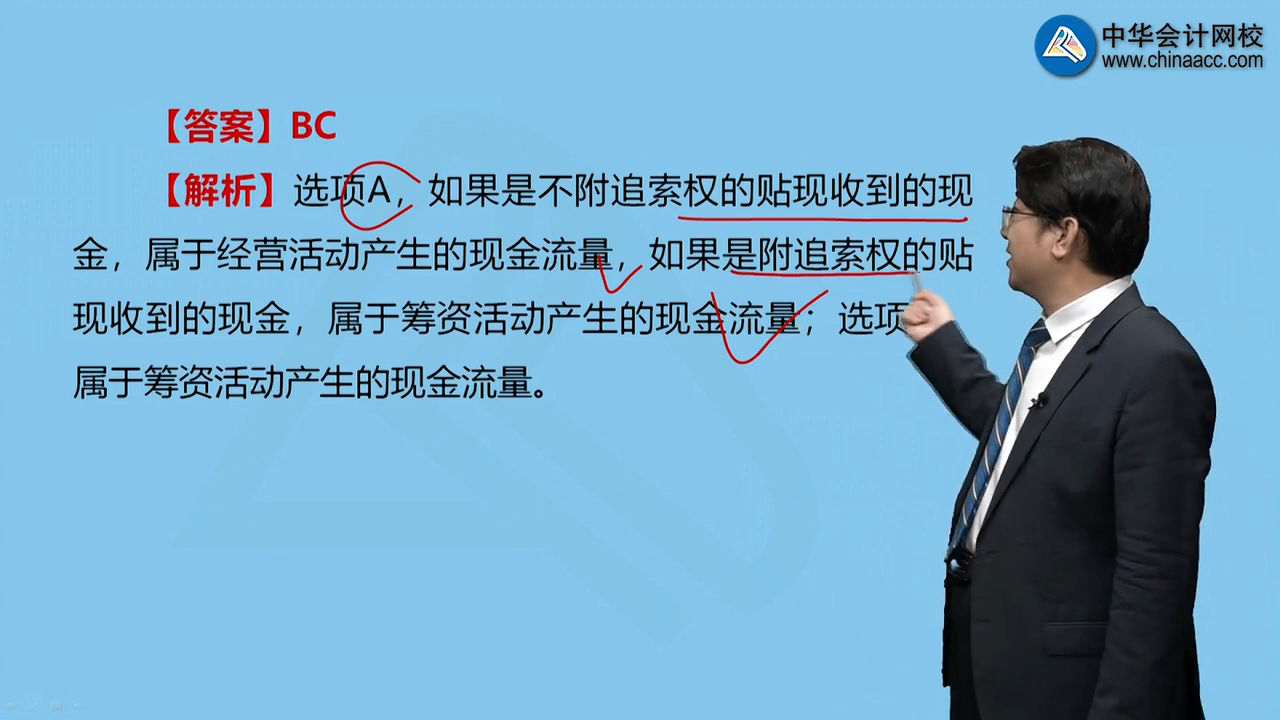 中华会计网校
www.chinaacc.com
【答案】BC
【解析】选项A，如果是不附追索权的贴现收到的现
金，属于经营活动产生的现金流量，如果是附追索权的贴
现收到的现金，属于筹资活动产生的现金流量；选项
属于筹资活动产生的现金流量。